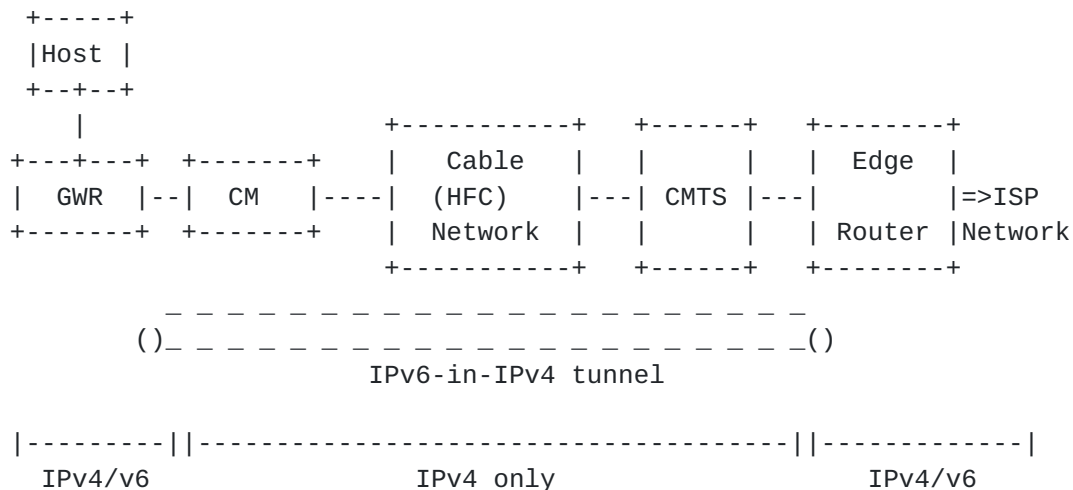 Host
Cable Edge
GWR CM (HFC) CMTS =>ISP
Network Router Network
IPv6-in-IPv4 tunnel
IPv4/v6 IPv4 only IPv4/v6